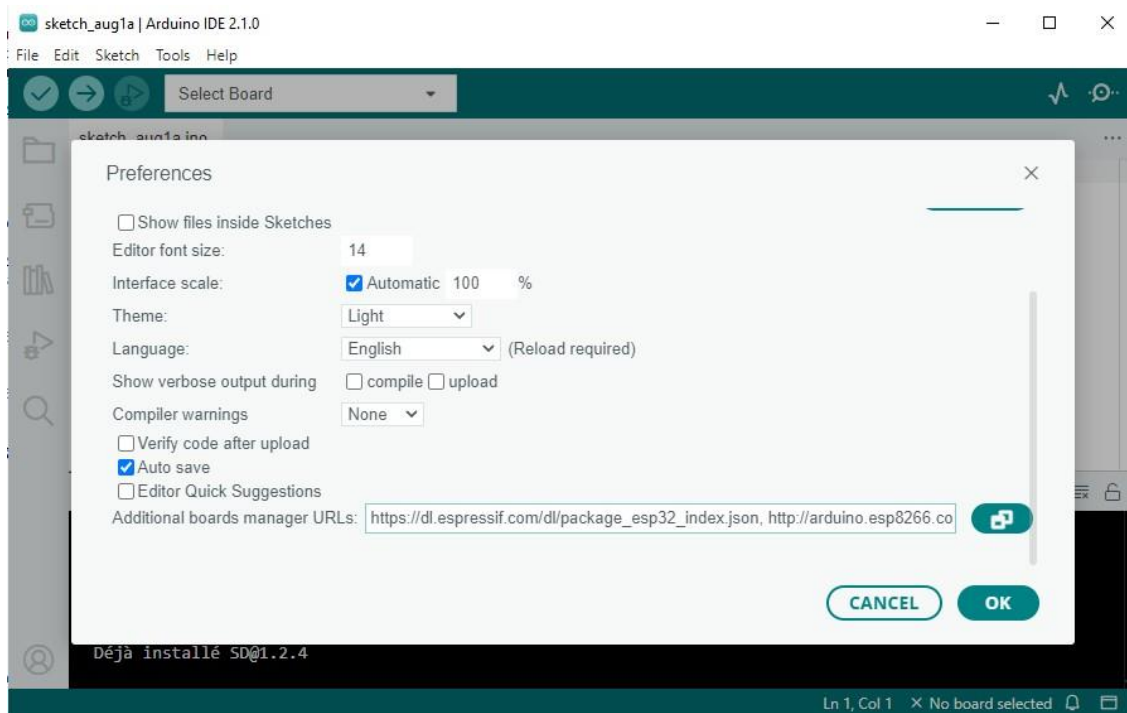 sketch_aug1a | Arduino IDE 2.1.0
File Edit Sketch Tools Help
Select Board
sketch_aug1a.ino
Preferences
Show files inside Sketches
Editor font size: 14
Interface scale: Automatic 100 %
Theme: Light
Language: English (Reload required)
Show verbose output during compile upload
Compiler warnings None
Verify code after upload
Auto save
Editor Quick Suggestions
Additional boards manager URLs: https://dl.espressif.com/dl/package_esp32_index.json, http://arduino.esp8266.co
CANCEL OK
Déjà installé SD@1.2.4
Ln 1, Col 1 No board selected